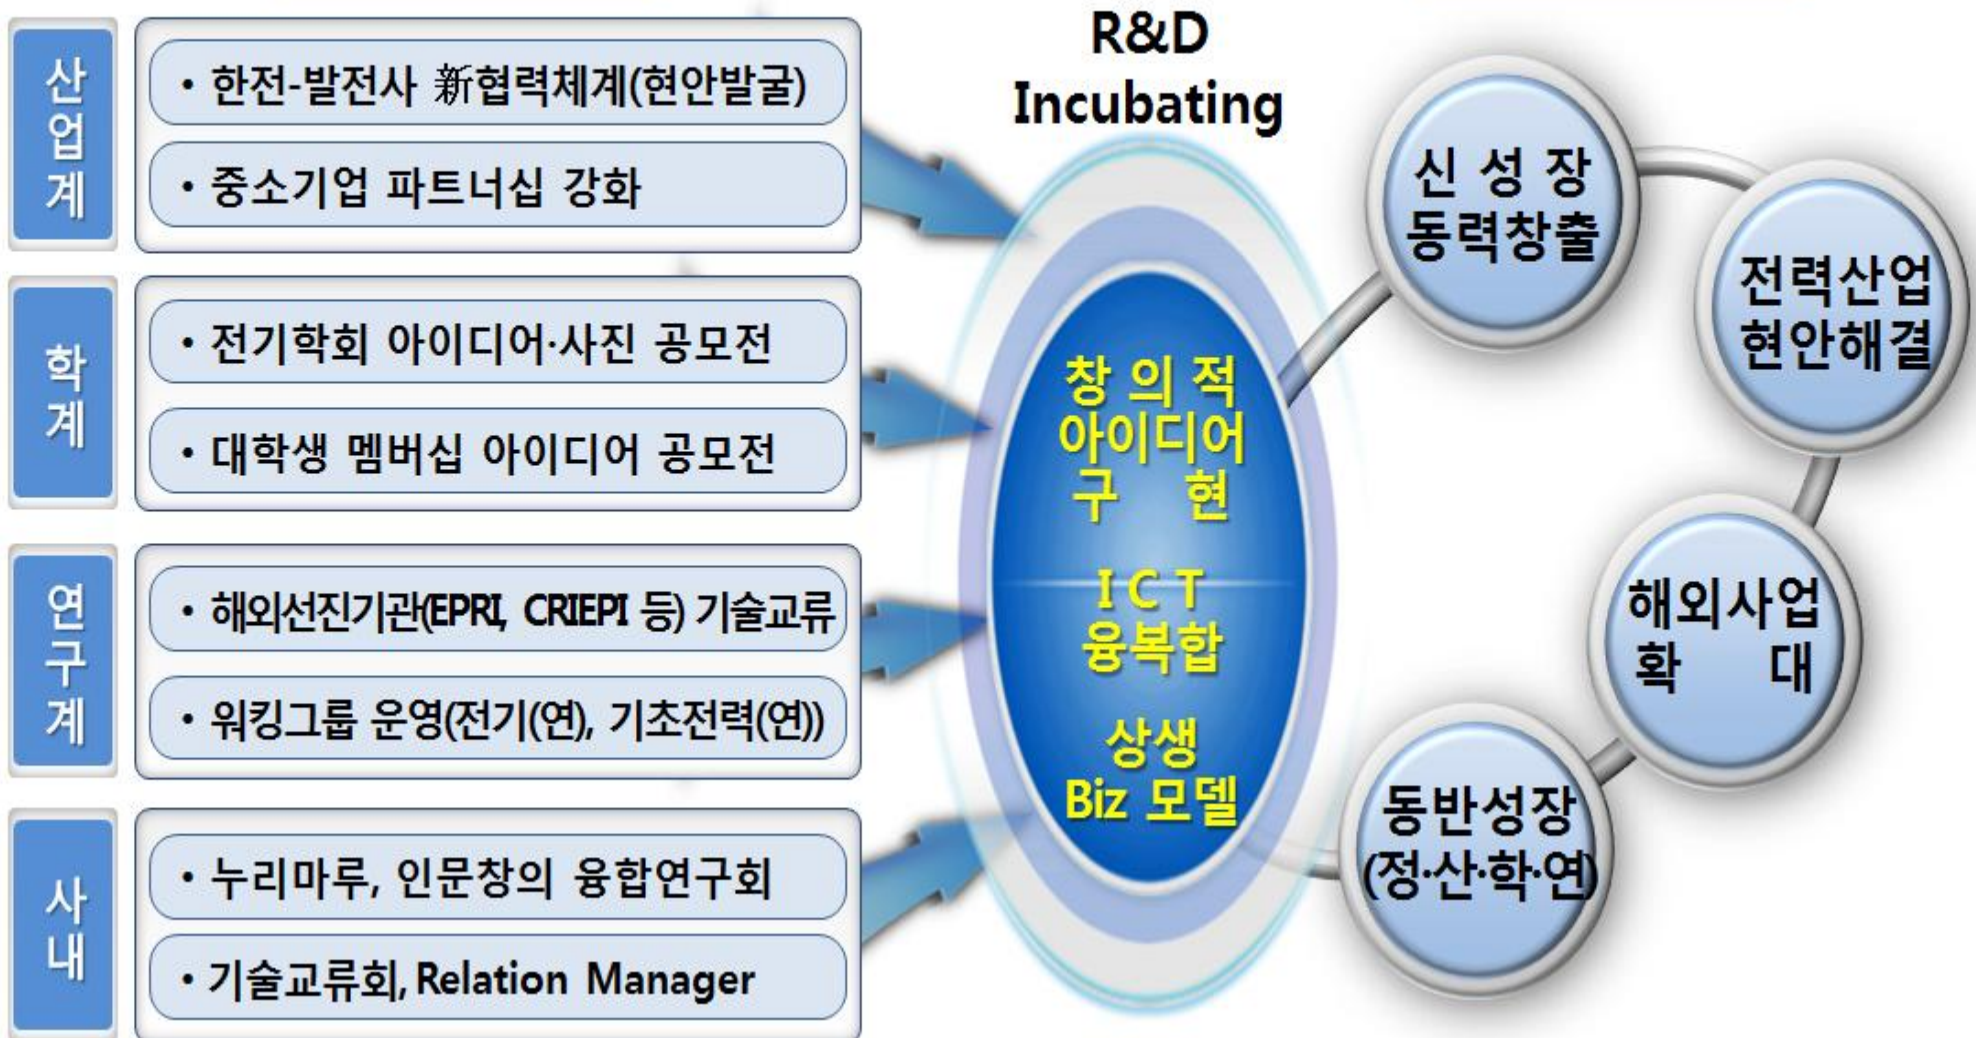 산업계
• 한전-발전사 新협력체계(현안발굴)
• 중소기업 파트너십 강화
학계
• 전기학회 아이디어·사진 공모전
• 대학생 멤버십 아이디어 공모전
연구계
• 해외선진기관(EPRI, CRIEPI 등) 기술교류
• 워킹그룹 운영(전기(연), 기초전력(연))
사내
• 누리마루, 인문창의 융합연구회
• 기술교류회, Relation Manager
R&D
Incubating
창 의 적
아이디어
구 현
I C T
융복합
상생
Biz 모델
신 성 장
동력창출
전력산업
현안해결
해외사업
확 대
동반성장
(정·산·학·연)